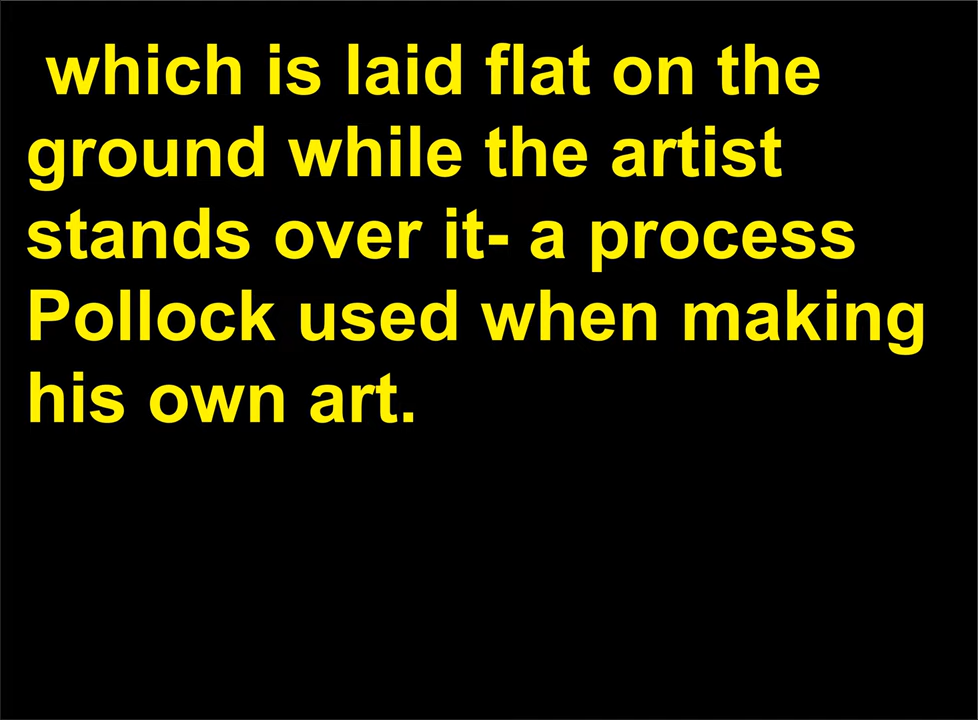 which is laid flat on the
ground while the artist
stands over it- a process
Pollock used when making
his own art.